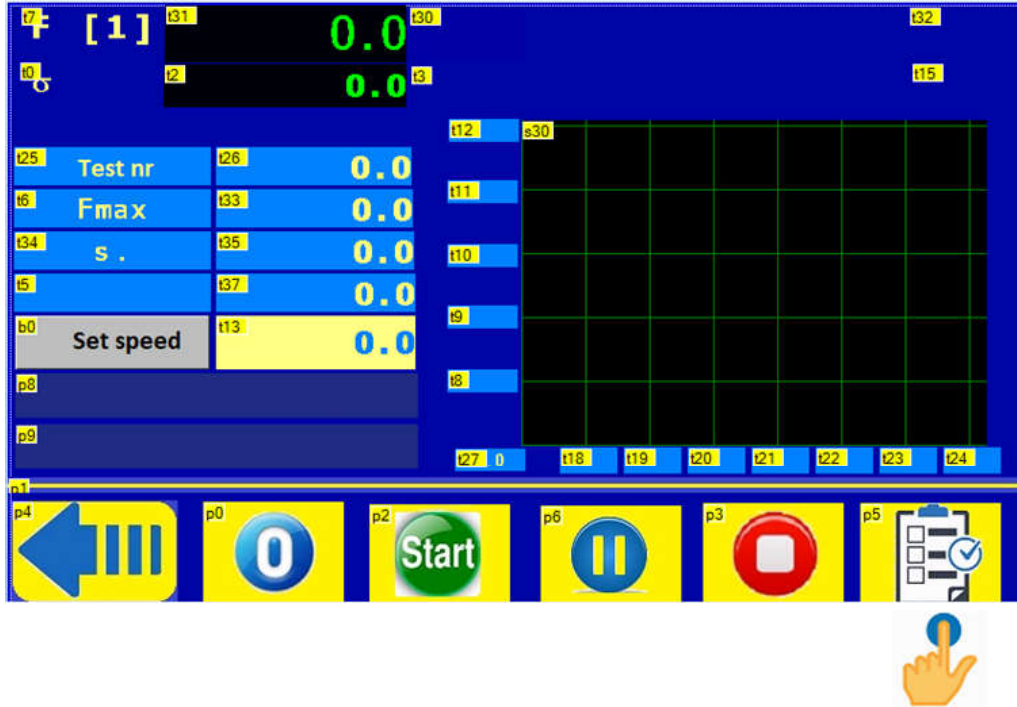 t7 F [1] t31 0.0 t30 t32
t0 σ t2 0.0 t3 t15
t12 s30
t25 Test nr t26 0.0
t11
t6 Fmax t33 0.0
t34 s. t35 0.0 t10
t5 t37 0.0
t9
b0 Set speed t13 0.0
p8 t8
p9
t27 0 t18 t19 t20 t21 t22 t23 t24
p1
p4 p0 0 p2 Start p6 p3 p5